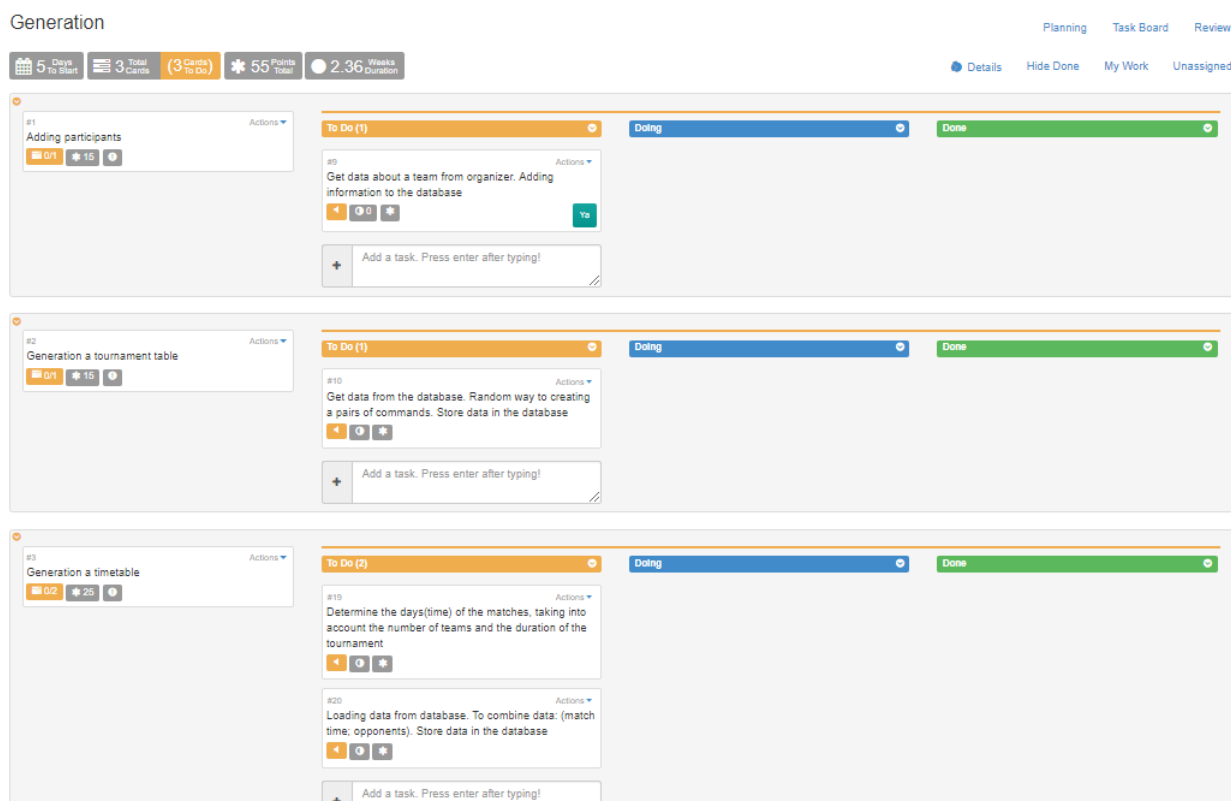 Generation
Planning Task Board Review
5 Days To Start 3 Total Cards (3 Cards To Do) 55 Points Total 2.36 Weeks Duration
Details Hide Done My Work Unassigned
#1 Actions
Adding participants
0/1 15
To Do (1) Doing Done
#9 Actions
Get data about a team from organizer. Adding
information to the database
0
Ya
Add a task. Press enter after typing!
#2 Actions
Generation a tournament table
0/1 15
To Do (1) Doing Done
#10 Actions
Get data from the database. Random way to creating
a pairs of commands. Store data in the database
Add a task. Press enter after typing!
#3 Actions
Generation a timetable
0/2 25
To Do (2) Doing Done
#19 Actions
Determine the days(time) of the matches, taking into
account the number of teams and the duration of the
tournament
#20 Actions
Loading data from database. To combine data: (match
time; opponents). Store data in the database
Add a task. Press enter after typing!